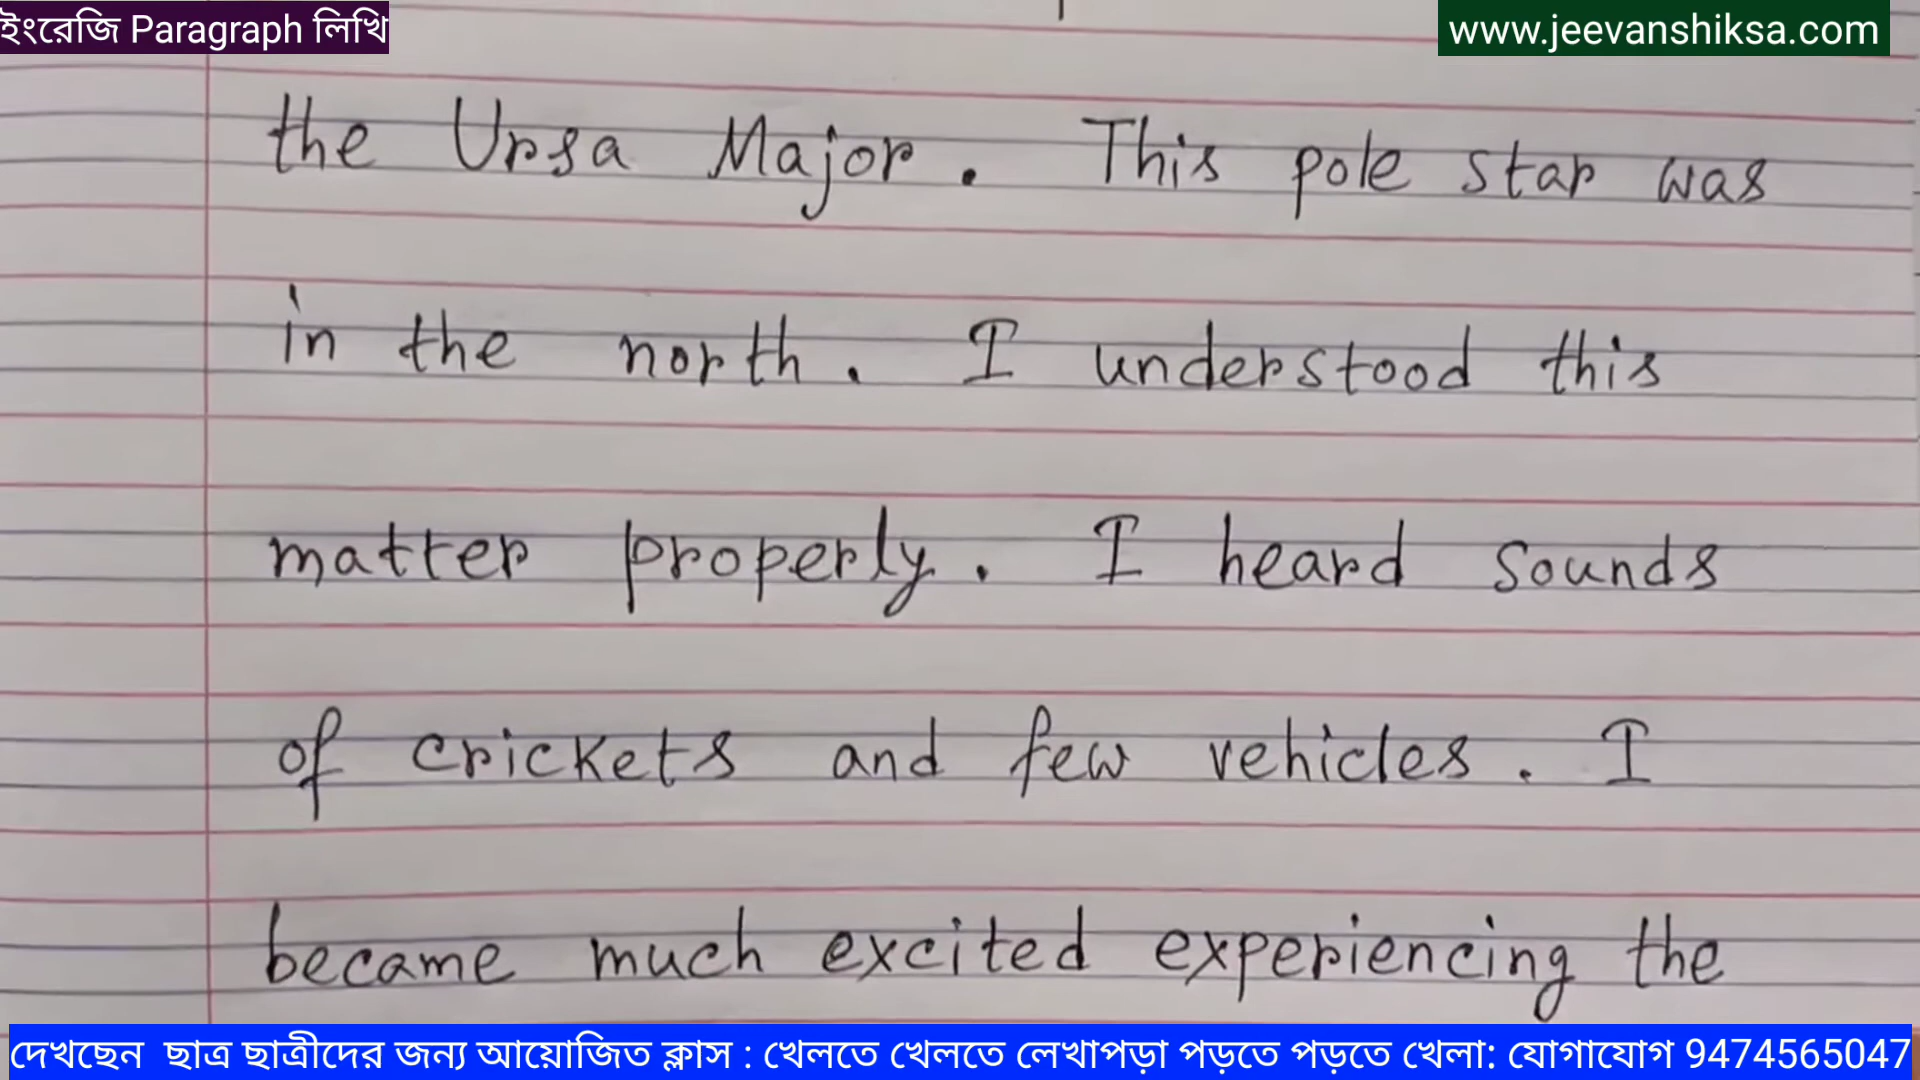 ইংরেজি Paragraph লিখি
www.jeevanshiksa.com
the Ursa Major. This pole star was
in the north. I understood this
matter properly. I heard sounds
of crickets and few vehicles. I
became much excited experiencing the
দেখছেন ছাত্র ছাত্রীদের জন্য আয়োজিত ক্লাস : খেলতে খেলতে লেখাপড়া পড়তে পড়তে খেলা: যোগাযোগ 9474565047